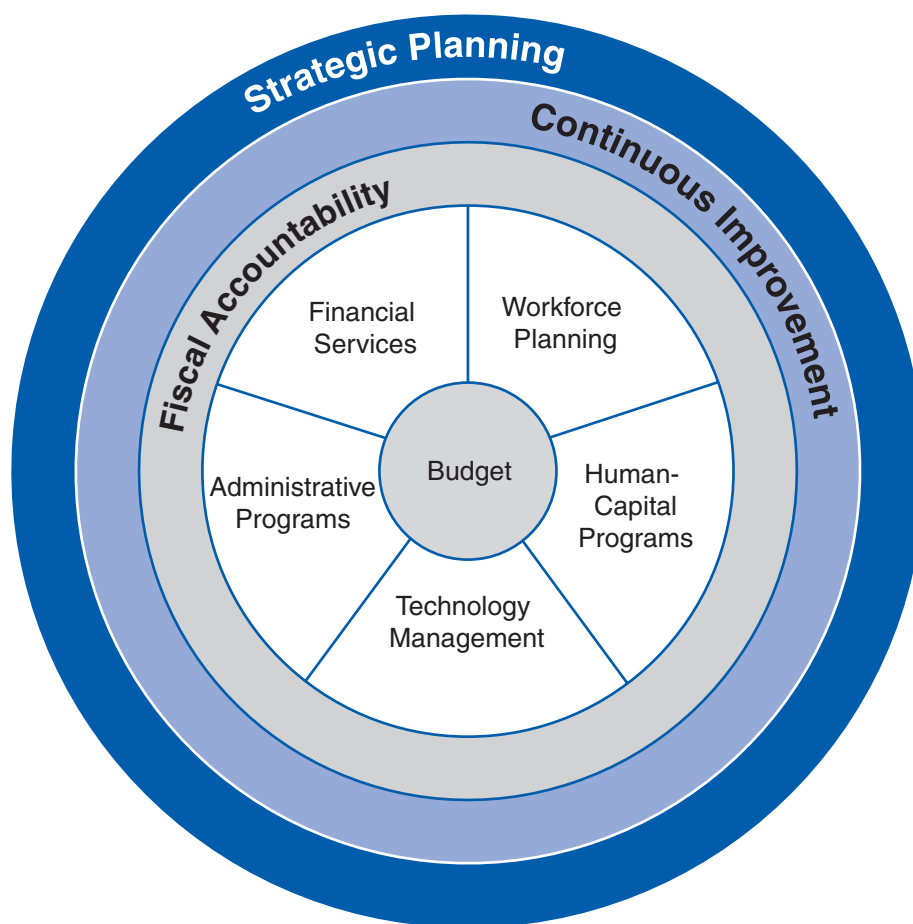 Strategic Planning
Continuous Improvement
Fiscal Accountability
Financial
Services
Workforce
Planning
Budget
Administrative
Programs
Human-
Capital
Programs
Technology
Management